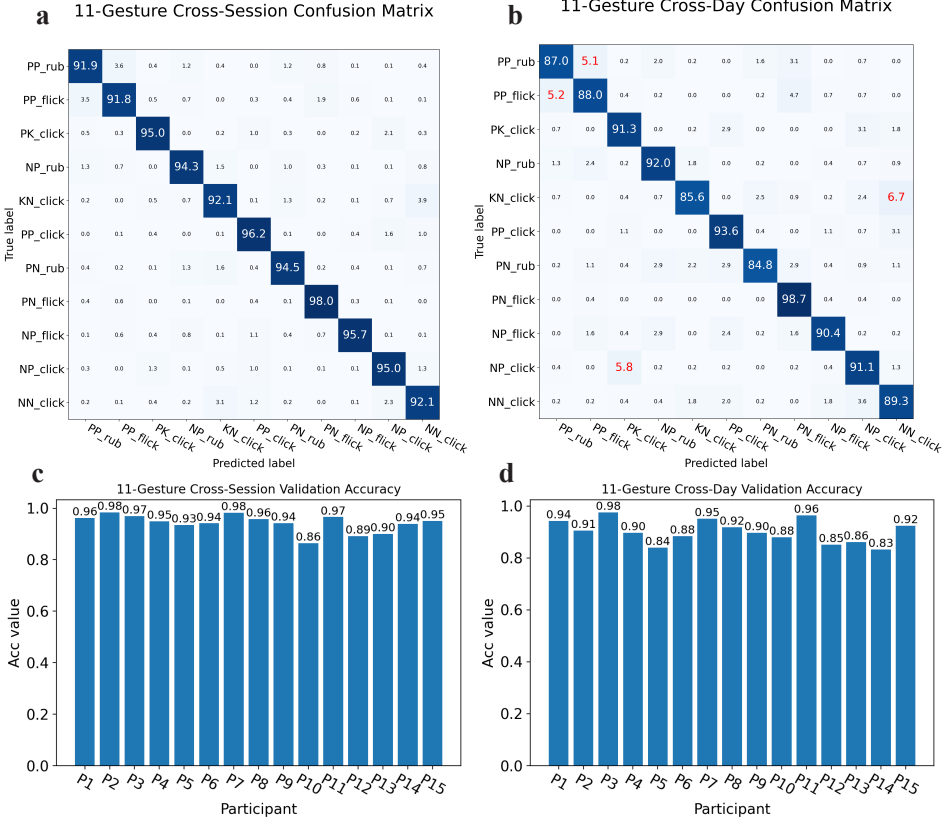 a
11-Gesture Cross-Session Confusion Matrix
PP_rub 91.9 3.6 0.4 1.2 0.4 0.0 1.2 0.8 0.1 0.1 0.4
PP_flick 3.5 91.8 0.5 0.7 0.0 0.3 0.4 1.9 0.6 0.1 0.1
PK_click 0.5 0.3 95.0 0.0 0.2 1.0 0.3 0.0 0.2 2.1 0.3
NP_rub 1.3 0.7 0.0 94.3 1.5 0.0 1.0 0.3 0.1 0.0 0.8
KN_click 0.2 0.0 0.5 0.7 92.1 0.1 1.3 0.2 0.1 0.7 3.9
PP_click 0.0 0.1 0.4 0.0 0.1 96.2 0.1 0.0 0.4 1.6 1.0
PN_rub 0.4 0.2 0.1 1.3 1.6 0.4 94.5 0.2 0.4 0.1 0.7
PN_flick 0.4 0.6 0.0 0.1 0.0 0.4 0.1 98.0 0.3 0.1 0.0
NP_flick 0.1 0.6 0.4 0.8 0.1 1.1 0.4 0.7 95.7 0.1 0.1
NP_click 0.3 0.0 1.3 0.1 0.5 1.0 0.1 0.1 0.1 95.0 1.3
NN_click 0.2 0.1 0.4 0.2 3.1 1.2 0.2 0.0 0.1 2.3 92.1
True label
PP_rub PP_flick PK_click NP_rub KN_click PP_click PN_rub PN_flick NP_flick NP_click NN_click
Predicted label
b
11-Gesture Cross-Day Confusion Matrix
PP_rub 87.0 5.1 0.2 2.0 0.2 0.0 1.6 3.1 0.0 0.7 0.0
PP_flick 5.2 88.0 0.4 0.2 0.0 0.0 0.2 4.7 0.7 0.7 0.0
PK_click 0.7 0.0 91.3 0.0 0.2 2.9 0.0 0.0 0.0 3.1 1.8
NP_rub 1.3 2.4 0.2 92.0 1.8 0.0 0.2 0.2 0.4 0.7 0.9
KN_click 0.7 0.0 0.4 0.7 85.6 0.0 2.5 0.9 0.2 2.4 6.7
PP_click 0.0 0.0 1.1 0.0 0.0 93.6 0.4 0.0 1.1 0.7 3.1
PN_rub 0.2 1.1 0.4 2.9 2.2 2.9 84.8 2.9 0.4 0.9 1.1
PN_flick 0.0 0.4 0.0 0.0 0.0 0.0 0.0 98.7 0.4 0.4 0.0
NP_flick 0.0 1.6 0.4 2.9 0.0 2.4 0.2 1.6 90.4 0.2 0.2
NP_click 0.4 0.0 5.8 0.2 0.2 0.7 0.2 0.0 0.0 91.1 1.3
NN_click 0.2 0.2 0.4 0.4 1.8 2.2 0.0 0.0 1.8 3.6 89.3
True label
PP_rub PP_flick PK_click NP_rub KN_click PP_click PN_rub PN_flick NP_flick NP_click NN_click
Predicted label
c
11-Gesture Cross-Session Validation Accuracy
1.0
0.8
0.6
0.4
0.2
0.0
Acc value
0.96 0.98 0.97 0.95 0.93 0.94 0.98 0.96 0.94 0.86 0.97 0.89 0.90 0.94 0.95
P1 P2 P3 P4 P5 P6 P7 P8 P9 P10 P11 P12 P13 P14 P15
Participant
d
11-Gesture Cross-Day Validation Accuracy
1.0
0.8
0.6
0.4
0.2
0.0
Acc value
0.94 0.91 0.98 0.90 0.84 0.88 0.95 0.92 0.90 0.88 0.96 0.85 0.86 0.83 0.92
P1 P2 P3 P4 P5 P6 P7 P8 P9 P10 P11 P12 P13 P14 P15
Participant